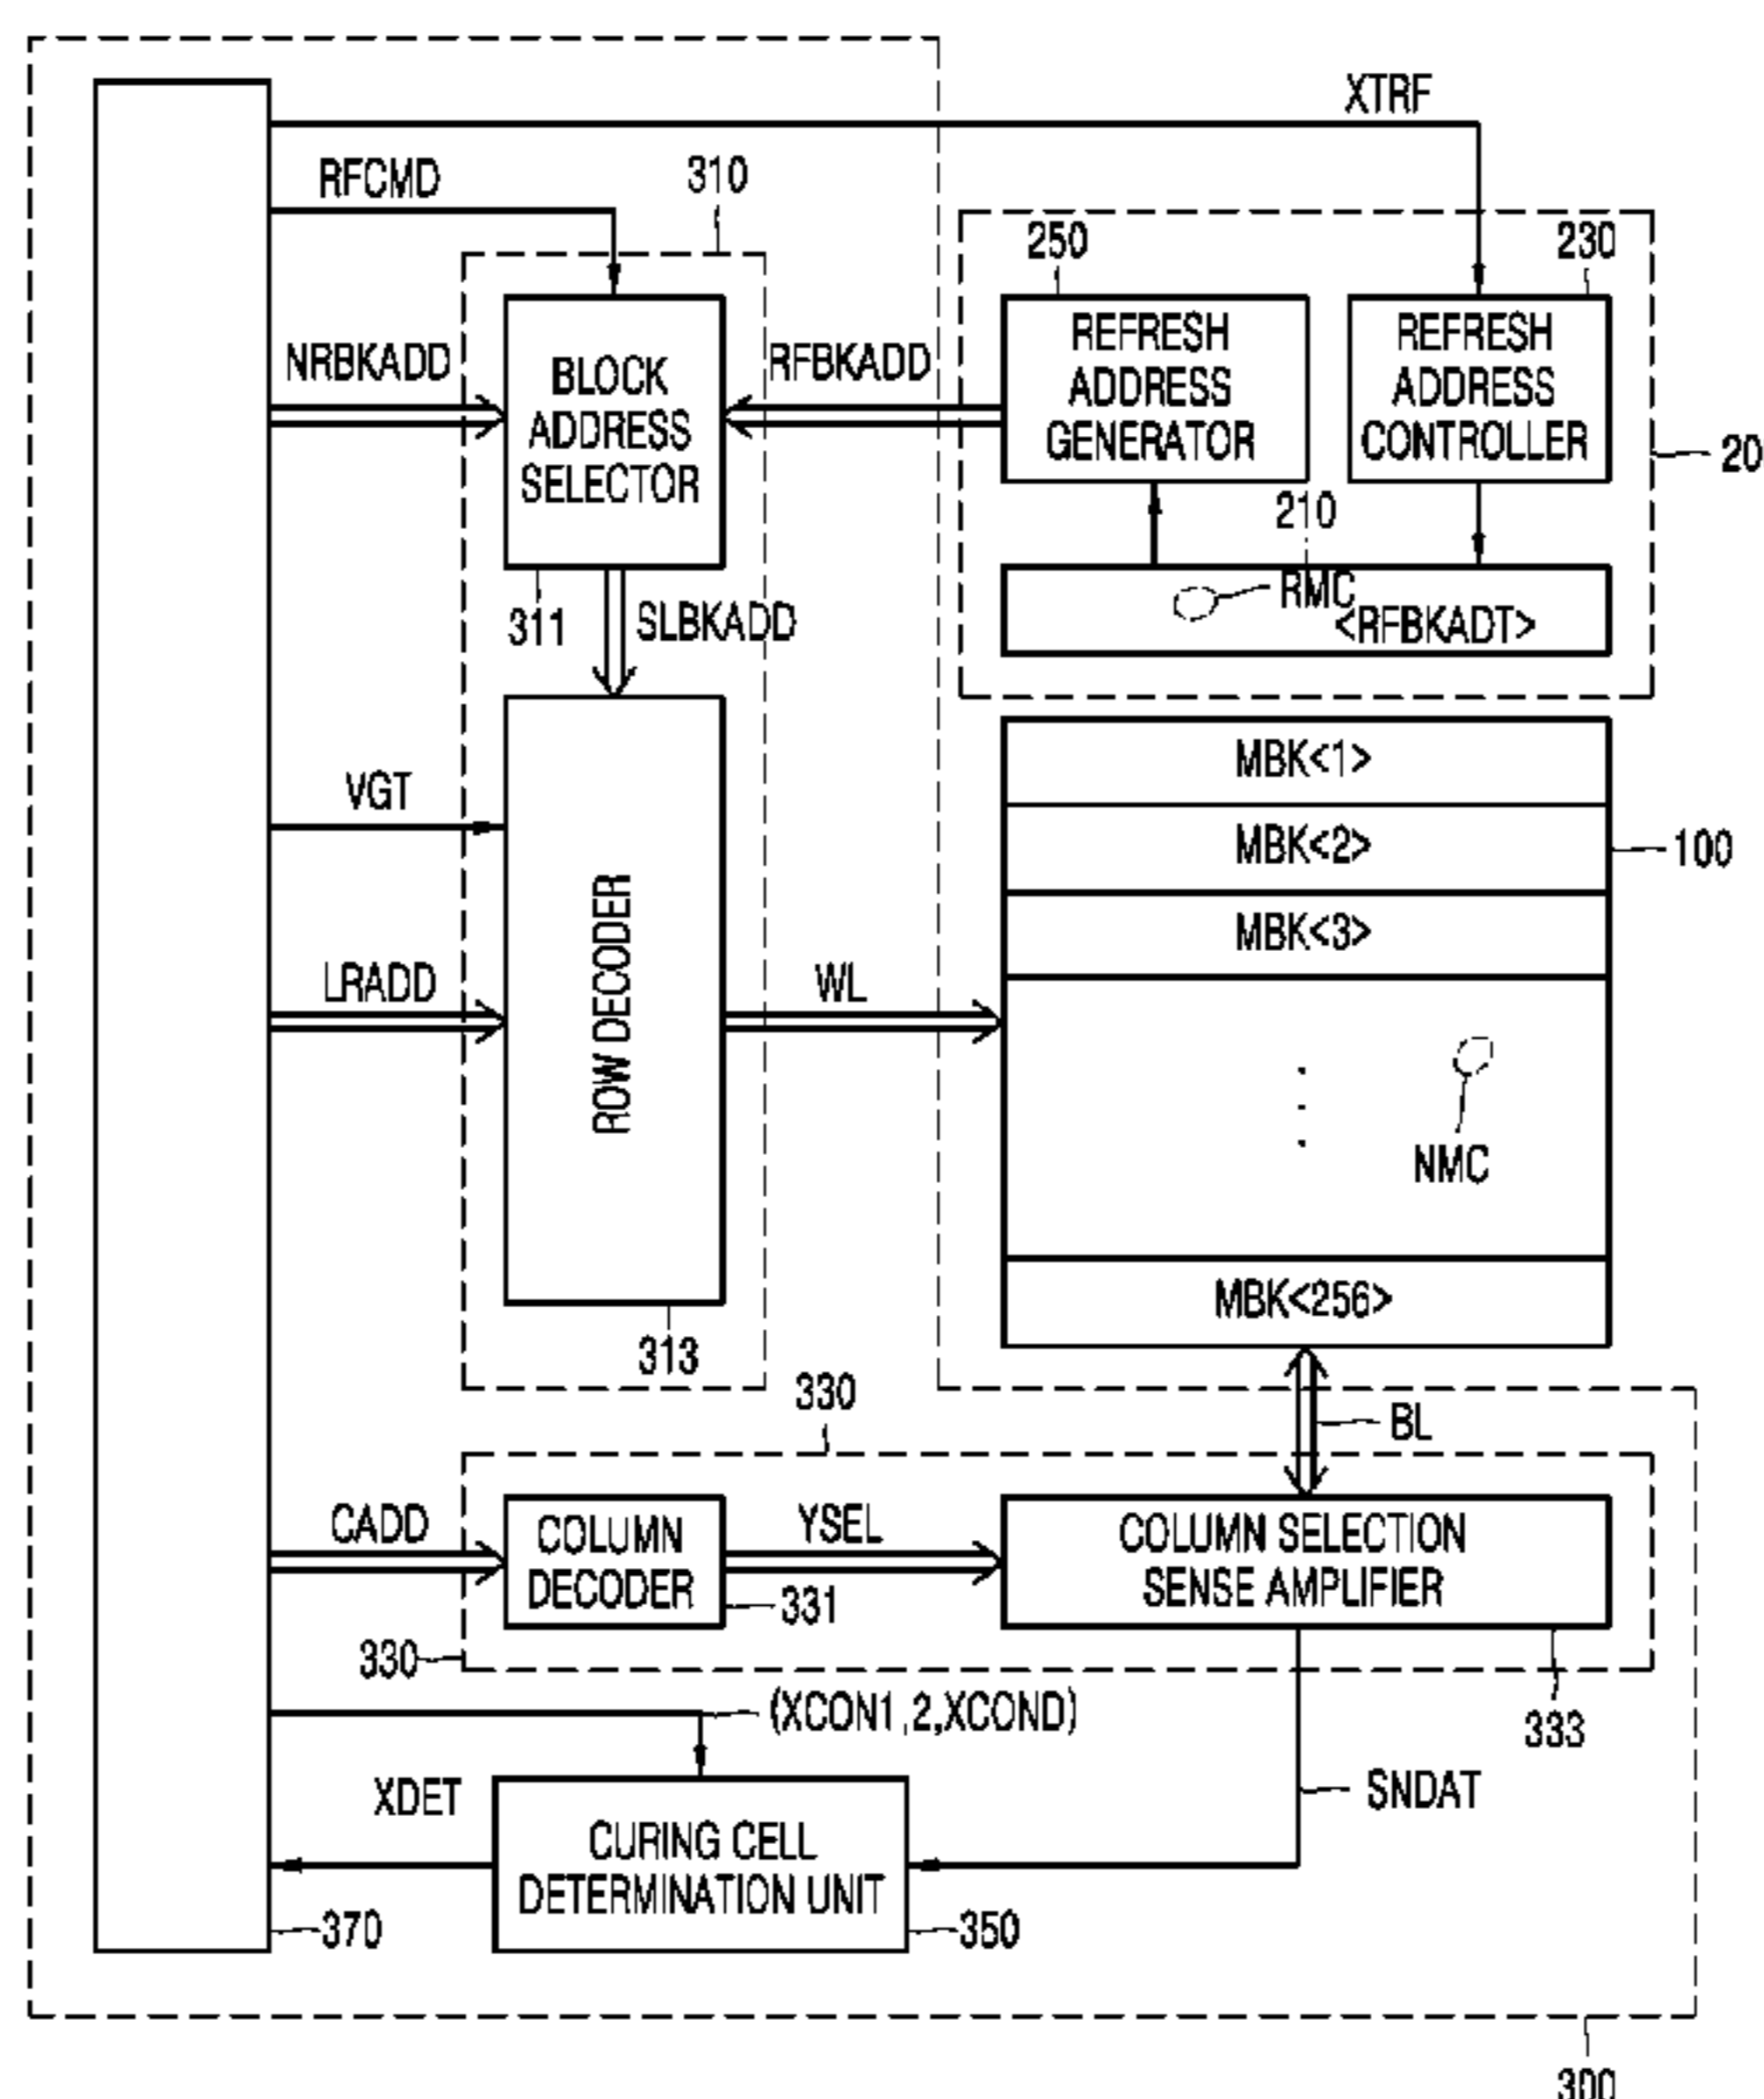 XTRF
RFCMD
310
250
230
NRBKADD
BLOCK
ADDRESS
SELECTOR
RFBKADD
REFRESH
ADDRESS
GENERATOR
REFRESH
ADDRESS
CONTROLLER
20
210
311
SLBKADD
RMC
<RFBKADT>
MBK<1>
VGT
MBK<2>
100
MBK<3>
LRADD
ROW DECODER
WL
NMC
MBK<256>
313
330
BL
CADD
COLUMN
DECODER
YSEL
331
COLUMN SELECTION
SENSE AMPLIFIER
330
(XCON1,2,XCOND)
333
XDET
CURING CELL
DETERMINATION UNIT
SNDAT
370
350
300